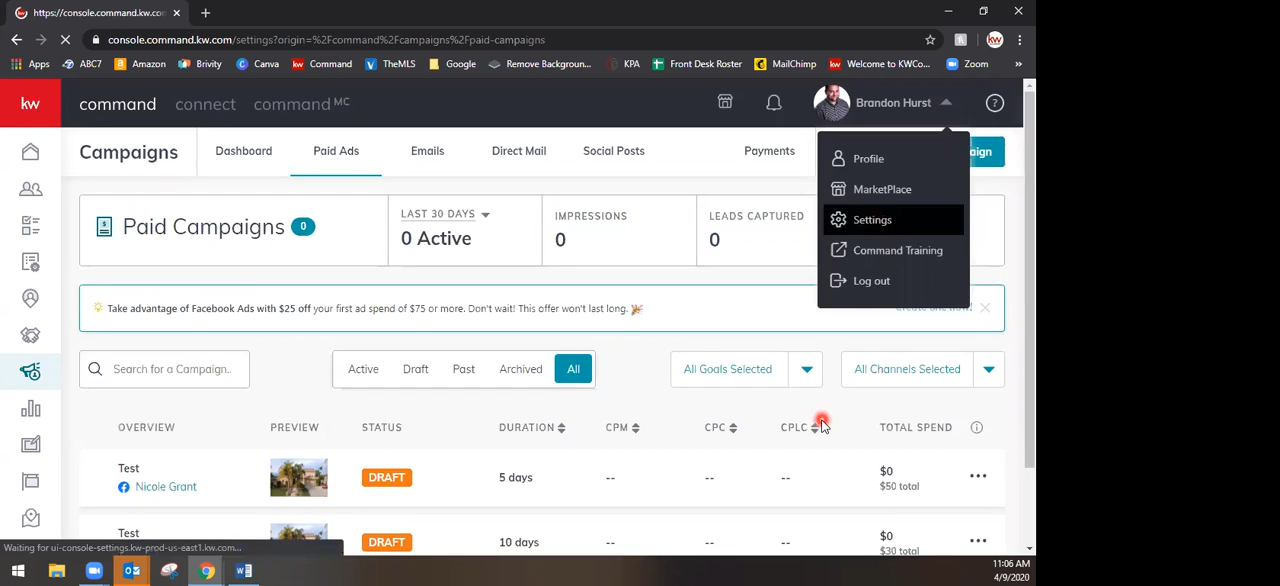 https://console.command.kw.com
console.command.kw.com/settings?origin=%2Fcommand%2Fcampaigns%2Fpaid-campaigns
kw
Apps ABC7 Amazon Brivity Canva Command TheMLS Google Remove Backgroun... KPA Front Desk Roster MailChimp Welcome to KWCo... Zoom »
kw command connect command MC Brandon Hurst ?
Campaigns Dashboard Paid Ads Emails Direct Mail Social Posts Payments aign
Profile
MarketPlace
Settings
Command Training
Log out
Paid Campaigns 0
LAST 30 DAYS
0 Active
IMPRESSIONS
0
LEADS CAPTURED
0
Take advantage of Facebook Ads with $25 off your first ad spend of $75 or more. Don't wait! This offer won't last long.
Search for a Campaign.. Active Draft Past Archived All All Goals Selected All Channels Selected
OVERVIEW PREVIEW STATUS DURATION CPM CPC CPLC TOTAL SPEND
Test
Nicole Grant
DRAFT 5 days -- -- -- $0
$50 total
Test
DRAFT 10 days -- -- -- $0
$30 total
Waiting for ui-console-settings.kw-prod-us-east1.kw.com...
11:06 AM
4/9/2020